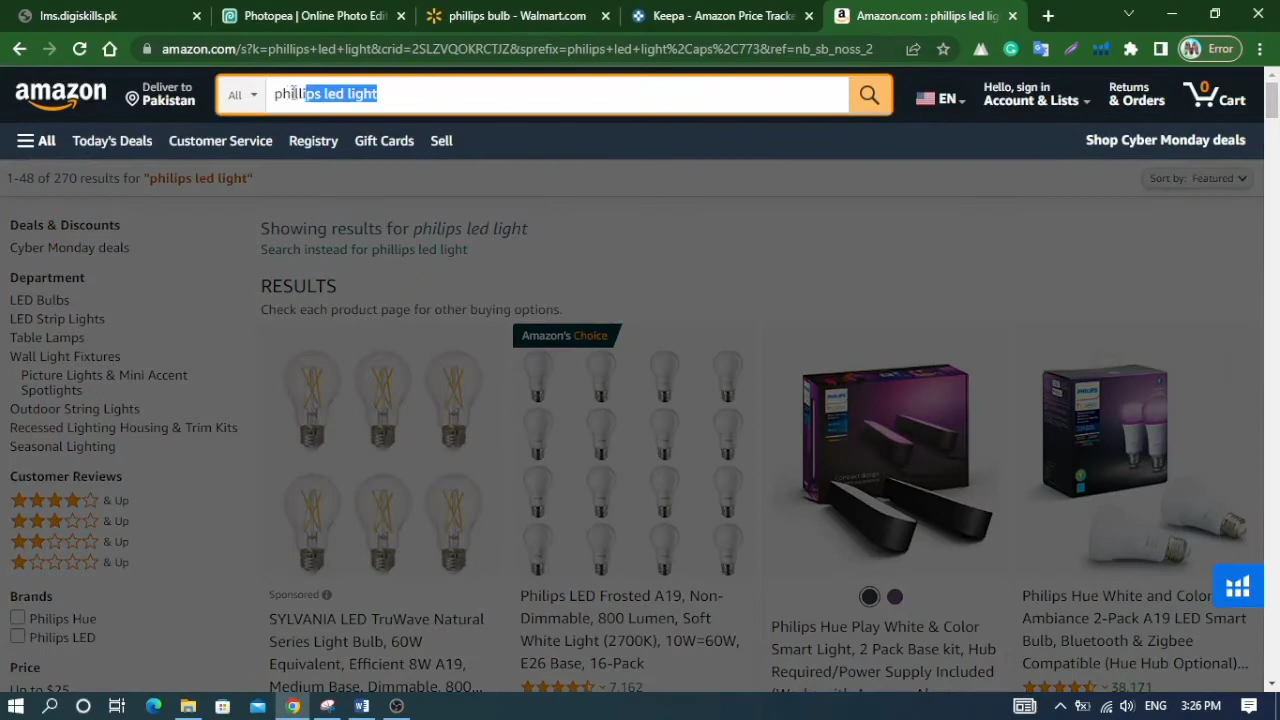 lms.digiskills.pk
Photopea | Online Photo Edi
phillips bulb - Walmart.com
Keepa - Amazon Price Tracke
Amazon.com : phillips led lig
amazon.com/s?k=phillips+led+light&crid=2SLZVQOKRCTJZ&sprefix=philips+led+light%2Caps%2C773&ref=nb_sb_noss_2
Error
amazon
Deliver to
Pakistan
All
phillips led light
EN
Hello, sign in
Account & Lists
Returns
& Orders
0
Cart
All
Today's Deals
Customer Service
Registry
Gift Cards
Sell
Shop Cyber Monday deals
1-48 of 270 results for "philips led light"
Sort by: Featured
Deals & Discounts
Cyber Monday deals
Department
LED Bulbs
LED Strip Lights
Table Lamps
Wall Light Fixtures
Picture Lights & Mini Accent
Spotlights
Outdoor String Lights
Recessed Lighting Housing & Trim Kits
Seasonal Lighting
Customer Reviews
& Up
& Up
& Up
& Up
Brands
Philips Hue
Philips LED
Price
Up to $25
Showing results for philips led light
Search instead for phillips led light
RESULTS
Check each product page for other buying options.
Sponsored
SYLVANIA LED TruWave Natural
Series Light Bulb, 60W
Equivalent, Efficient 8W A19,
Medium Base, Dimmable, 800...
Amazon's Choice
Philips LED Frosted A19, Non-
Dimmable, 800 Lumen, Soft
White Light (2700K), 10W=60W,
E26 Base, 16-Pack
7,162
PHILIPS
Philips Hue Play White & Color
Smart Light, 2 Pack Base kit, Hub
Required/Power Supply Included
(Works with Amazon Alexa
PHILIPS
Philips Hue White and Color
Ambiance 2-Pack A19 LED Smart
Bulb, Bluetooth & Zigbee
Compatible (Hue Hub Optional)...
38,171
ENG
3:26 PM